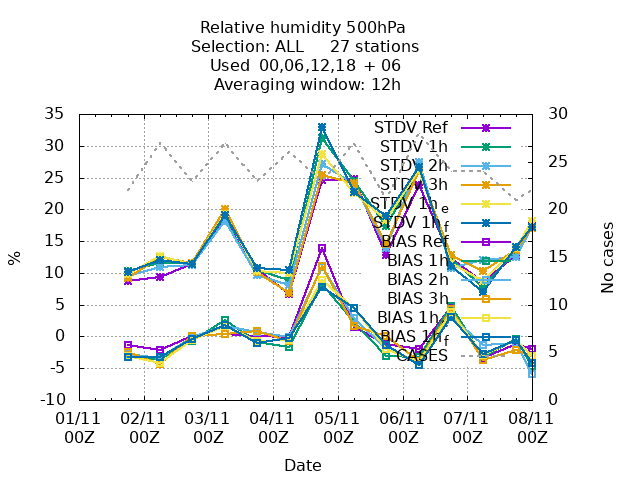 Relative humidity 500hPa
Selection: ALL 27 stations
Used 00,06,12,18 + 06
Averaging window: 12h
35
30
25
20
15
10
5
0
-5
-10
%
30
25
20
15
10
5
0
No cases
STDV Ref
STDV 1h
STDV 2h
STDV 3h
STDV 1h e
STDV 1h f
BIAS Ref
BIAS 1h
BIAS 2h
BIAS 3h
BIAS 1h e
BIAS 1h f
CASES
01/11 02/11 03/11 04/11 05/11 06/11 07/11 08/11
00Z 00Z 00Z 00Z 00Z 00Z 00Z 00Z
Date